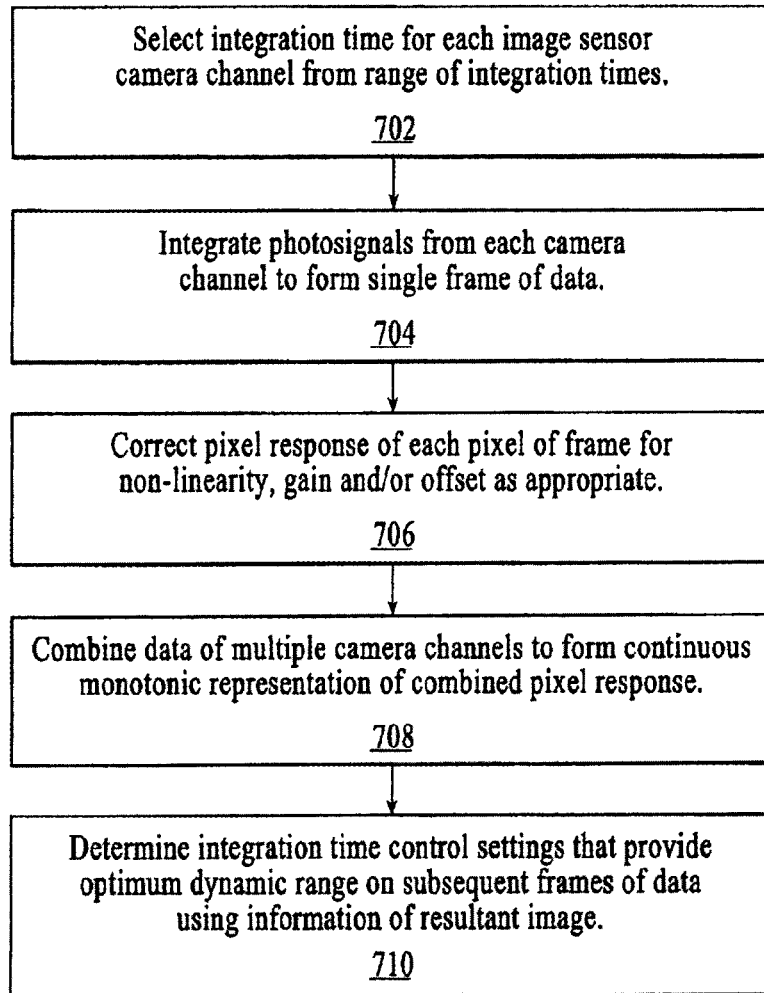 Select integration time for each image sensor
camera channel from range of integration times.
702
Integrate photosignals from each camera
channel to form single frame of data.
704
Correct pixel response of each pixel of frame for
non-linearity, gain and/or offset as appropriate.
706
Combine data of multiple camera channels to form continuous
monotonic representation of combined pixel response.
708
Determine integration time control settings that provide
optimum dynamic range on subsequent frames of data
using information of resultant image.
710